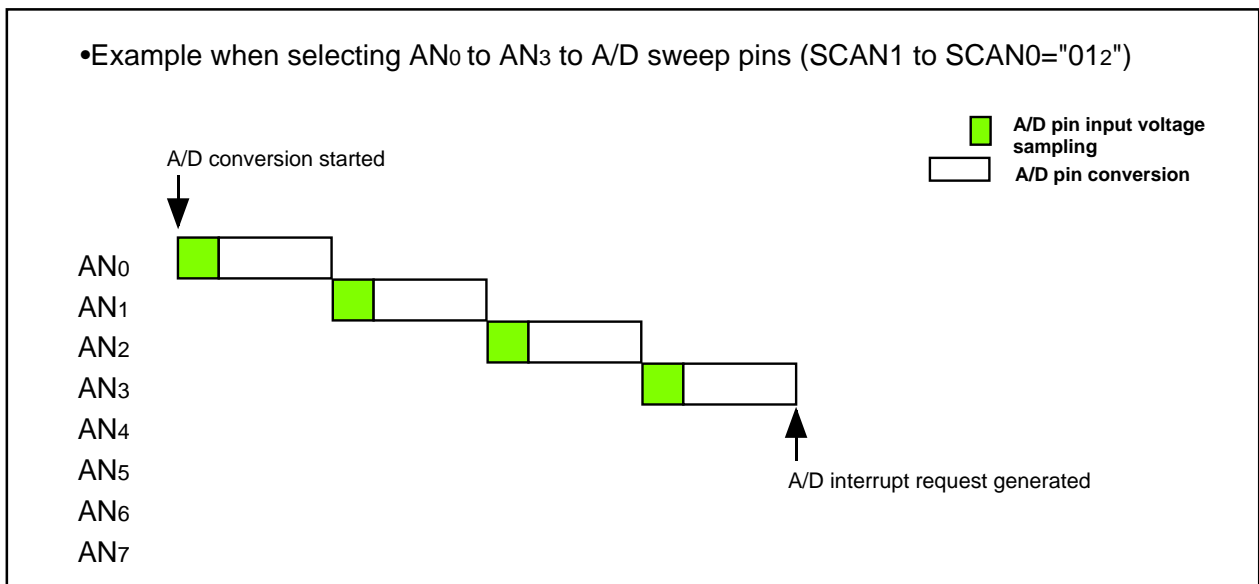 •Example when selecting AN0 to AN3 to A/D sweep pins (SCAN1 to SCAN0="012")
A/D pin input voltage
sampling
A/D pin conversion
A/D conversion started
AN0
AN1
AN2
AN3
AN4
AN5
AN6
AN7
A/D interrupt request generated